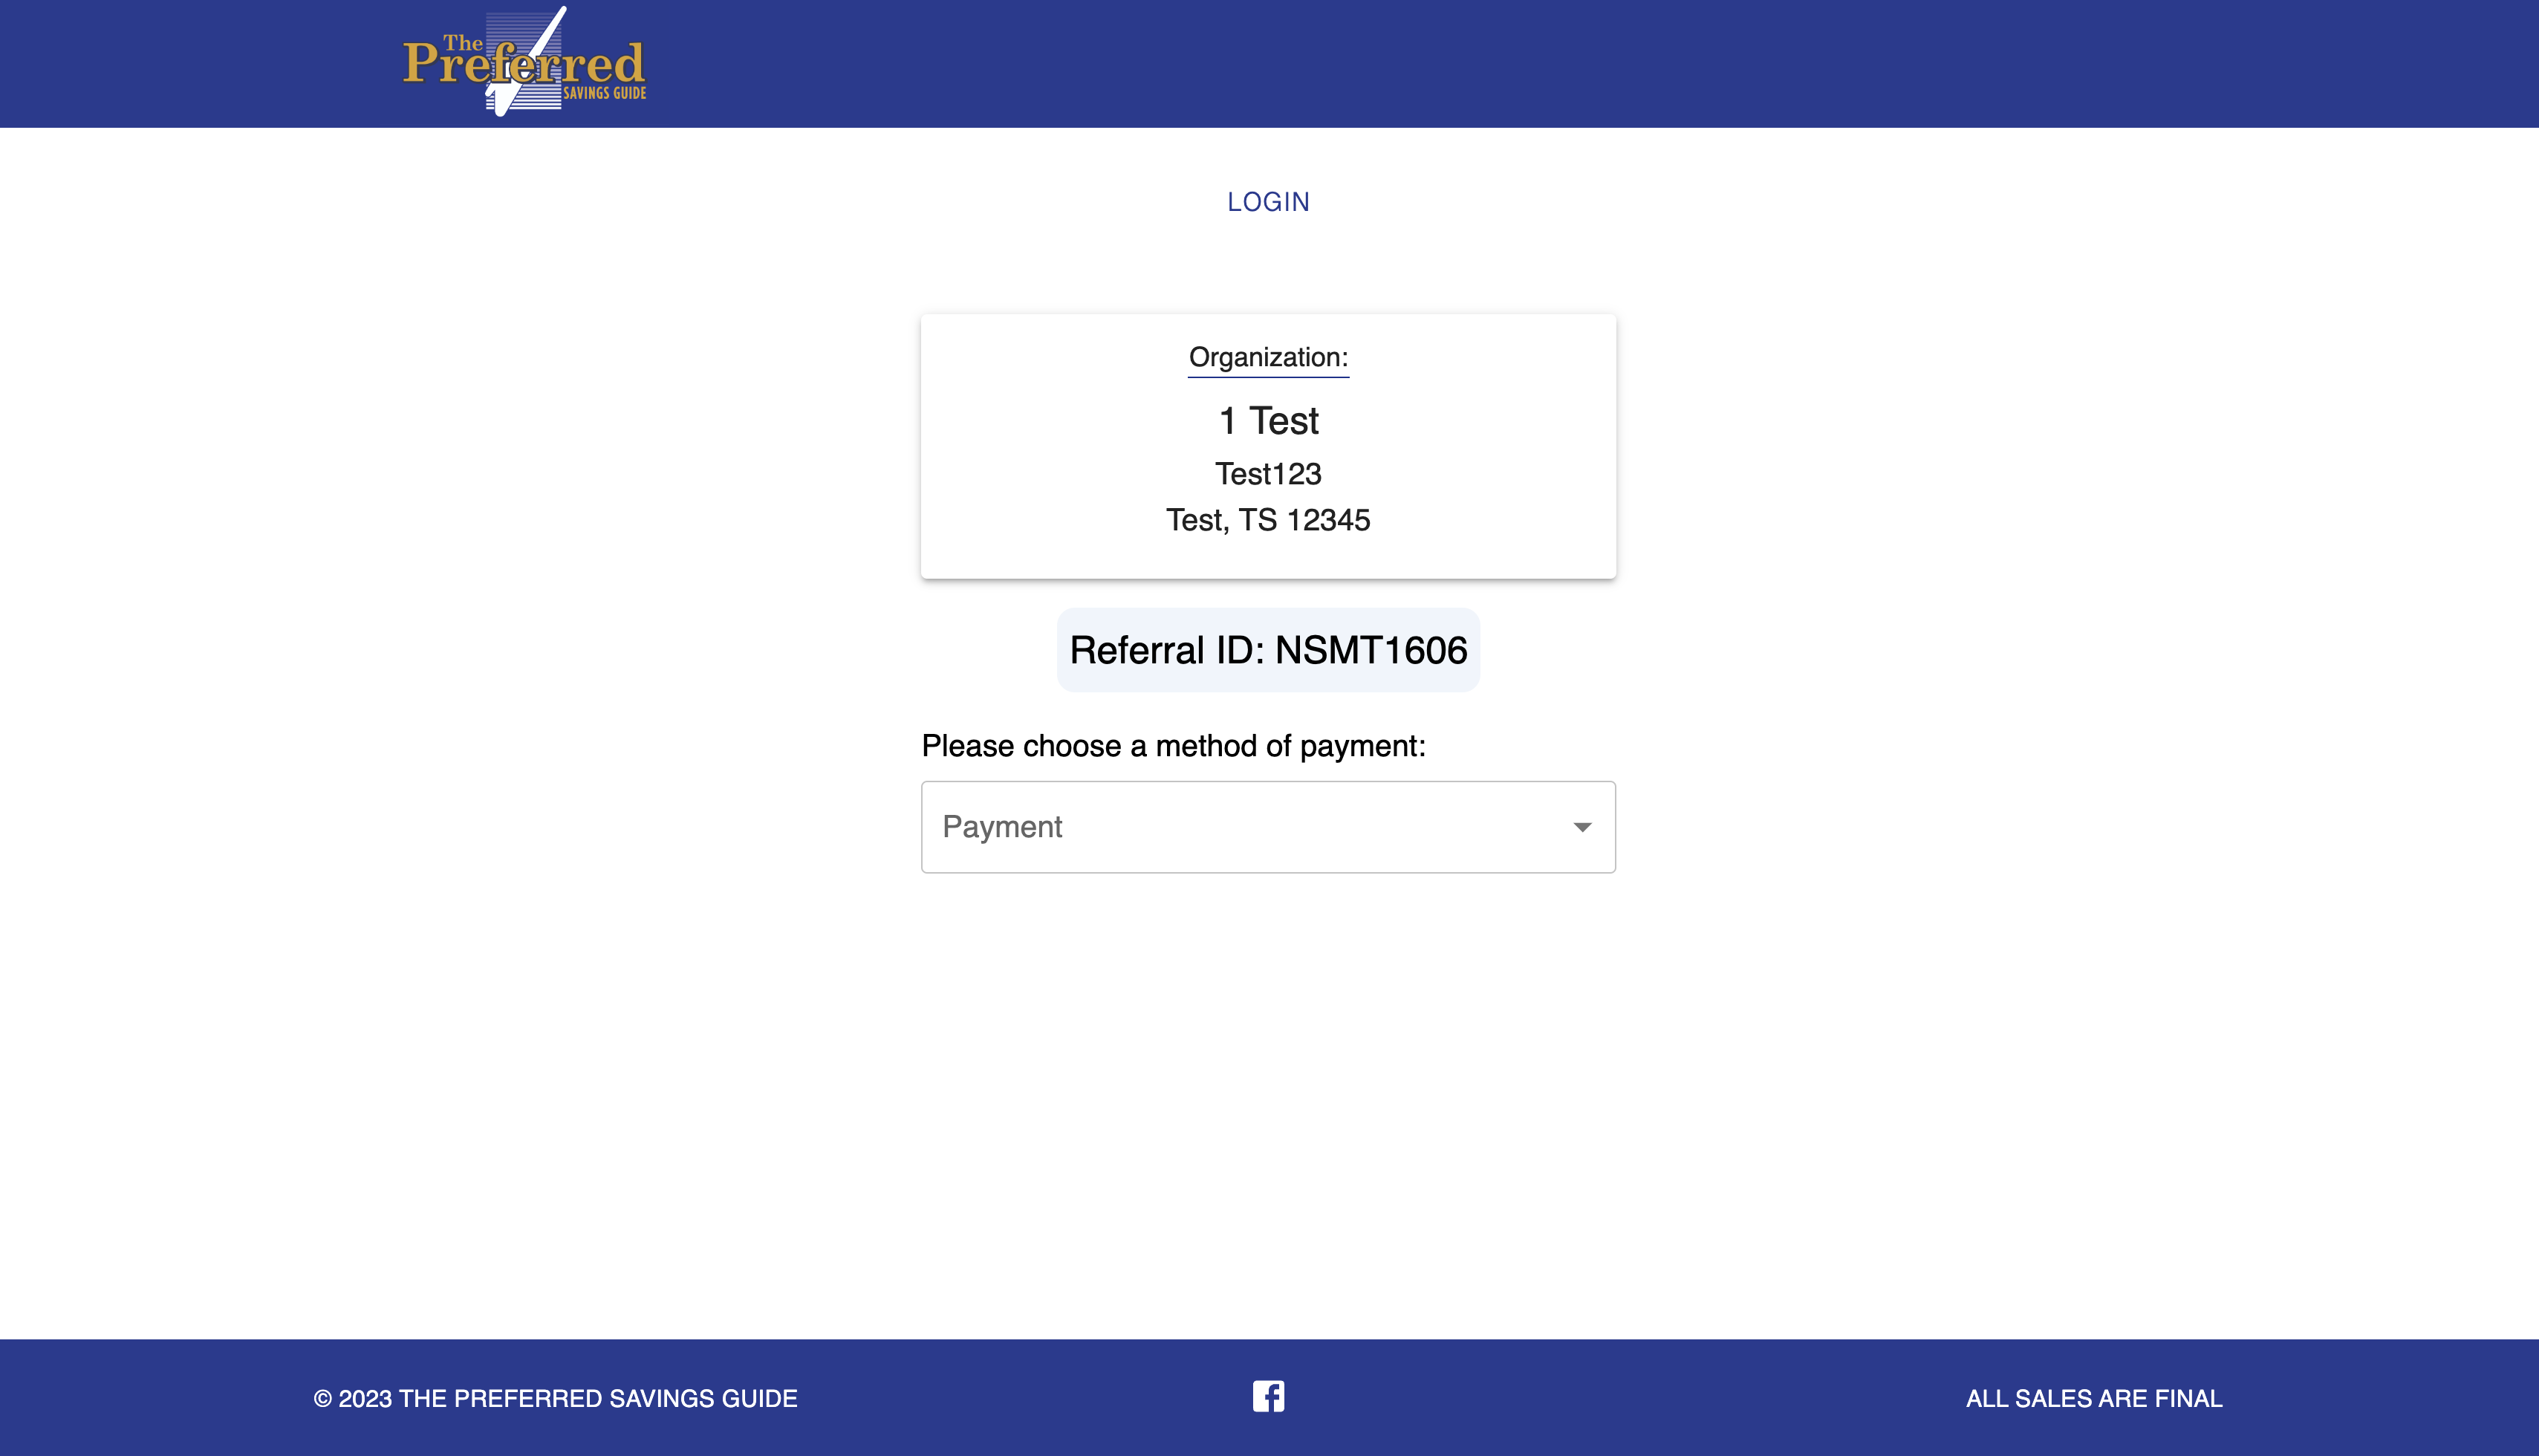 The
Preferred
SAVINGS GUIDE
LOGIN
Organization:
1 Test
Test123
Test, TS 12345
Referral ID: NSMT1606
Please choose a method of payment:
Payment
© 2023 THE PREFERRED SAVINGS GUIDE
ALL SALES ARE FINAL